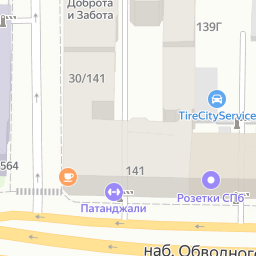 Доброта
и Забота
139Г
30/141
TireCityService
564
141
Розетки СПб
Патанджали
наб. Обводного